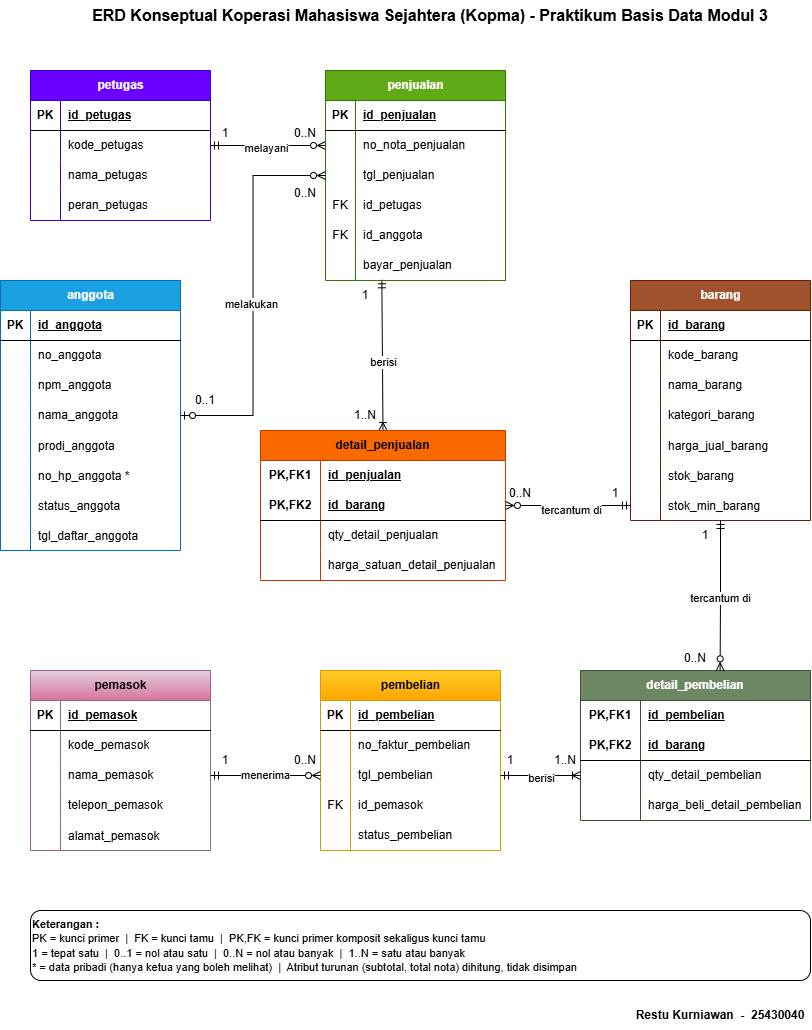 ERD Konseptual Koperasi Mahasiswa Sejahtera (Kopma) - Praktikum Basis Data Modul 3
petugas
PK id_petugas
kode_petugas
nama_petugas
peran_petugas
1
melayani
0..N
penjualan
PK id_penjualan
no_nota_penjualan
tgl_penjualan
FK id_petugas
FK id_anggota
bayar_penjualan
0..N
melakukan
0..1
anggota
PK id_anggota
no_anggota
npm_anggota
nama_anggota
prodi_anggota
no_hp_anggota *
status_anggota
tgl_daftar_anggota
1
berisi
1..N
barang
PK id_barang
kode_barang
nama_barang
kategori_barang
harga_jual_barang
stok_barang
stok_min_barang
detail_penjualan
PK,FK1 id_penjualan
PK,FK2 id_barang
qty_detail_penjualan
harga_satuan_detail_penjualan
0..N
tercantum di
1
1
tercantum di
0..N
pemasok
PK id_pemasok
kode_pemasok
nama_pemasok
telepon_pemasok
alamat_pemasok
1
menerima
0..N
pembelian
PK id_pembelian
no_faktur_pembelian
tgl_pembelian
FK id_pemasok
status_pembelian
1
berisi
1..N
detail_pembelian
PK,FK1 id_pembelian
PK,FK2 id_barang
qty_detail_pembelian
harga_beli_detail_pembelian
Keterangan :
PK = kunci primer | FK = kunci tamu | PK,FK = kunci primer komposit sekaligus kunci tamu
1 = tepat satu | 0..1 = nol atau satu | 0..N = nol atau banyak | 1..N = satu atau banyak
* = data pribadi (hanya ketua yang boleh melihat) | Atribut turunan (subtotal, total nota) dihitung, tidak disimpan
Restu Kurniawan - 25430040